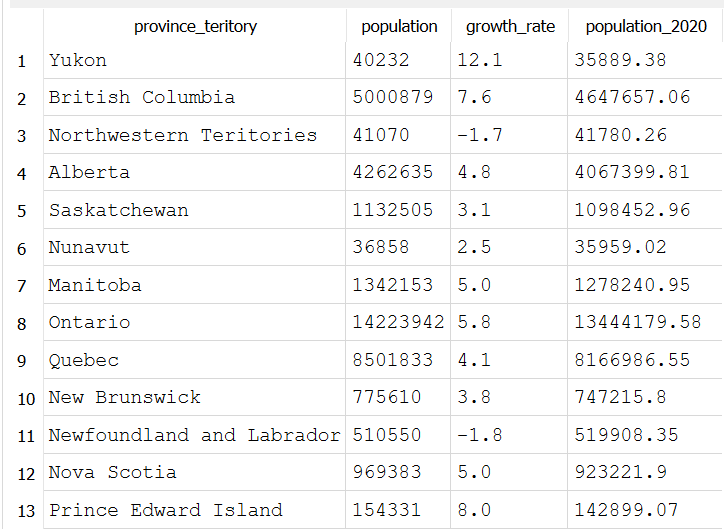 province_teritory population growth_rate population_2020
1 Yukon 40232 12.1 35889.38
2 British Columbia 5000879 7.6 4647657.06
3 Northwestern Teritories 41070 -1.7 41780.26
4 Alberta 4262635 4.8 4067399.81
5 Saskatchewan 1132505 3.1 1098452.96
6 Nunavut 36858 2.5 35959.02
7 Manitoba 1342153 5.0 1278240.95
8 Ontario 14223942 5.8 13444179.58
9 Quebec 8501833 4.1 8166986.55
10 New Brunswick 775610 3.8 747215.8
11 Newfoundland and Labrador 510550 -1.8 519908.35
12 Nova Scotia 969383 5.0 923221.9
13 Prince Edward Island 154331 8.0 142899.07